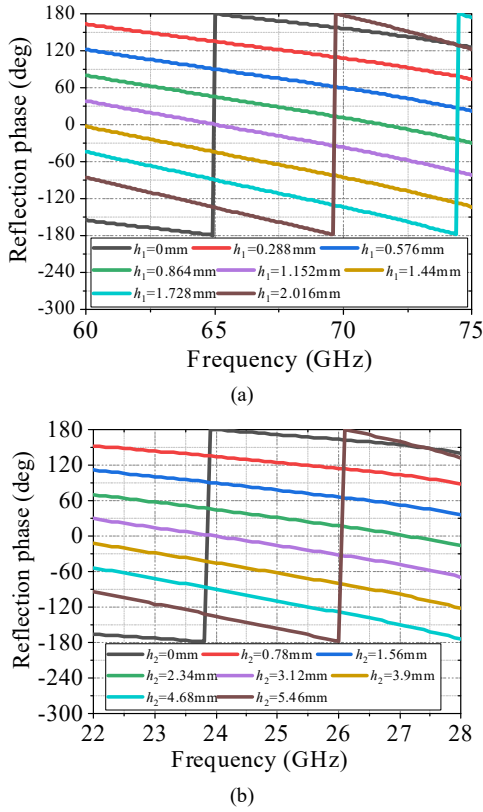 180
120
60
0
-60
-120
-180
-240
-300
Reflection phase (deg)
h₁=0mm h₁=0.288mm h₁=0.576mm
h₁=0.864mm h₁=1.152mm h₁=1.44mm
h₁=1.728mm h₁=2.016mm
60 65 70 75
Frequency (GHz)
(a)
180
120
60
0
-60
-120
-180
-240
-300
Reflection phase (deg)
h₂=0mm h₂=0.78mm h₂=1.56mm
h₂=2.34mm h₂=3.12mm h₂=3.9mm
h₂=4.68mm h₂=5.46mm
22 23 24 25 26 27 28
Frequency (GHz)
(b)